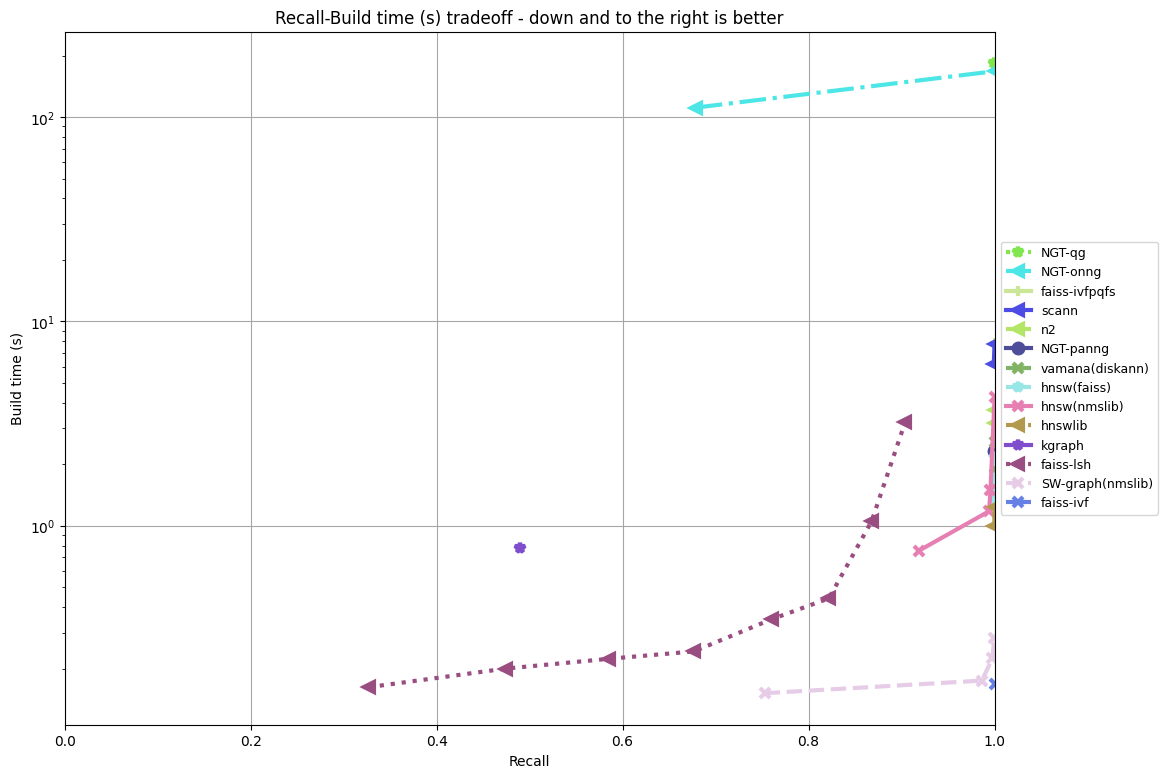 Recall-Build time (s) tradeoff - down and to the right is better
Build time (s)
10²
10¹
10⁰
0.0 0.2 0.4 0.6 0.8 1.0
Recall
NGT-qg
NGT-onng
faiss-ivfpqfs
scann
n2
NGT-panng
vamana(diskann)
hnsw(faiss)
hnsw(nmslib)
hnswlib
kgraph
faiss-lsh
SW-graph(nmslib)
faiss-ivf